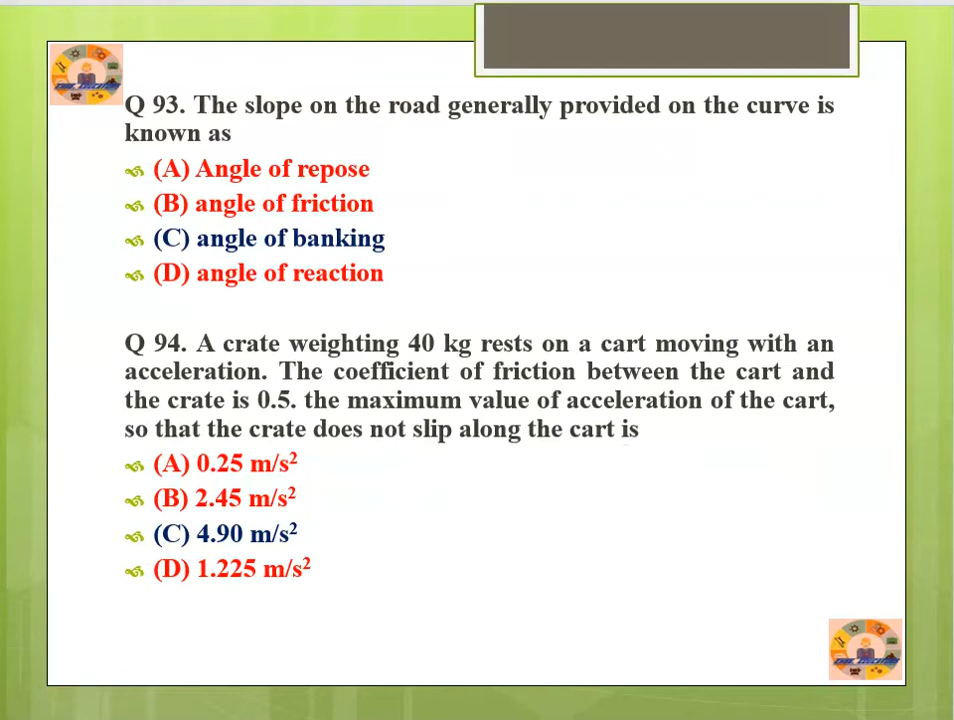 Q 93. The slope on the road generally provided on the curve is
known as
(A) Angle of repose
(B) angle of friction
(C) angle of banking
(D) angle of reaction
Q 94. A crate weighting 40 kg rests on a cart moving with an
acceleration. The coefficient of friction between the cart and
the crate is 0.5. the maximum value of acceleration of the cart,
so that the crate does not slip along the cart is
(A) 0.25 m/s²
(B) 2.45 m/s²
(C) 4.90 m/s²
(D) 1.225 m/s²